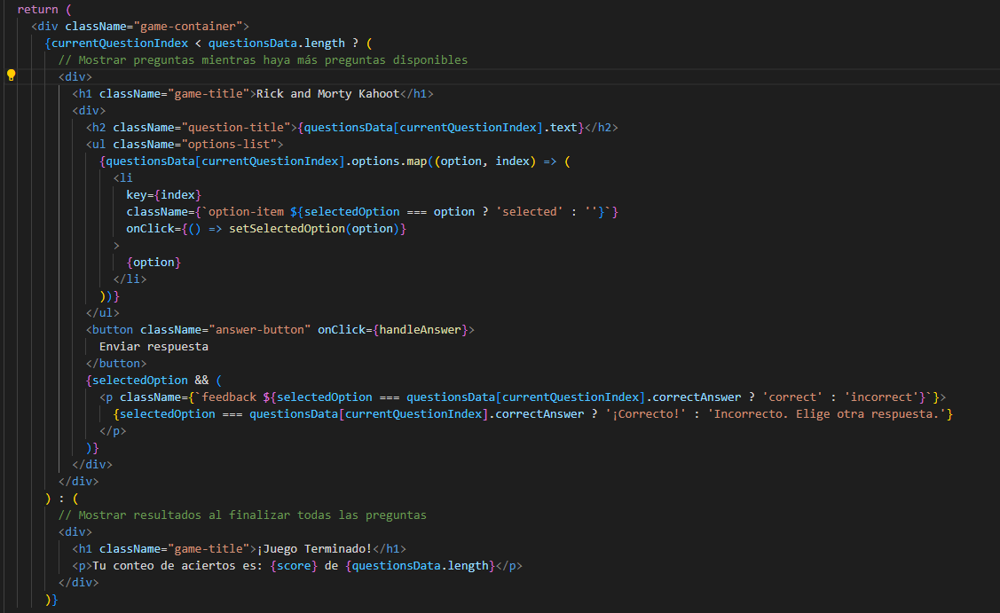 return (
<div className="game-container">
{currentQuestionIndex < questionsData.length ? (
// Mostrar preguntas mientras haya más preguntas disponibles
<div>
<h1 className="game-title">Rick and Morty Kahoot</h1>
<div>
<h2 className="question-title">{questionsData[currentQuestionIndex].text}</h2>
<ul className="options-list">
{questionsData[currentQuestionIndex].options.map((option, index) => (
<li
key={index}
className={`option-item ${selectedOption === option ? 'selected' : ''}`}
onClick={() => setSelectedOption(option)}
>
{option}
</li>
))}
</ul>
<button className="answer-button" onClick={handleAnswer}>
Enviar respuesta
</button>
{selectedOption && (
<p className={`feedback ${selectedOption === questionsData[currentQuestionIndex].correctAnswer ? 'correct' : 'incorrect'}`}>
{selectedOption === questionsData[currentQuestionIndex].correctAnswer ? '¡Correcto!' : 'Incorrecto. Elige otra respuesta.'}
</p>
)}
</div>
</div>
) : (
// Mostrar resultados al finalizar todas las preguntas
<div>
<h1 className="game-title">¡Juego Terminado!</h1>
<p>Tu conteo de aciertos es: {score} de {questionsData.length}</p>
</div>
)}